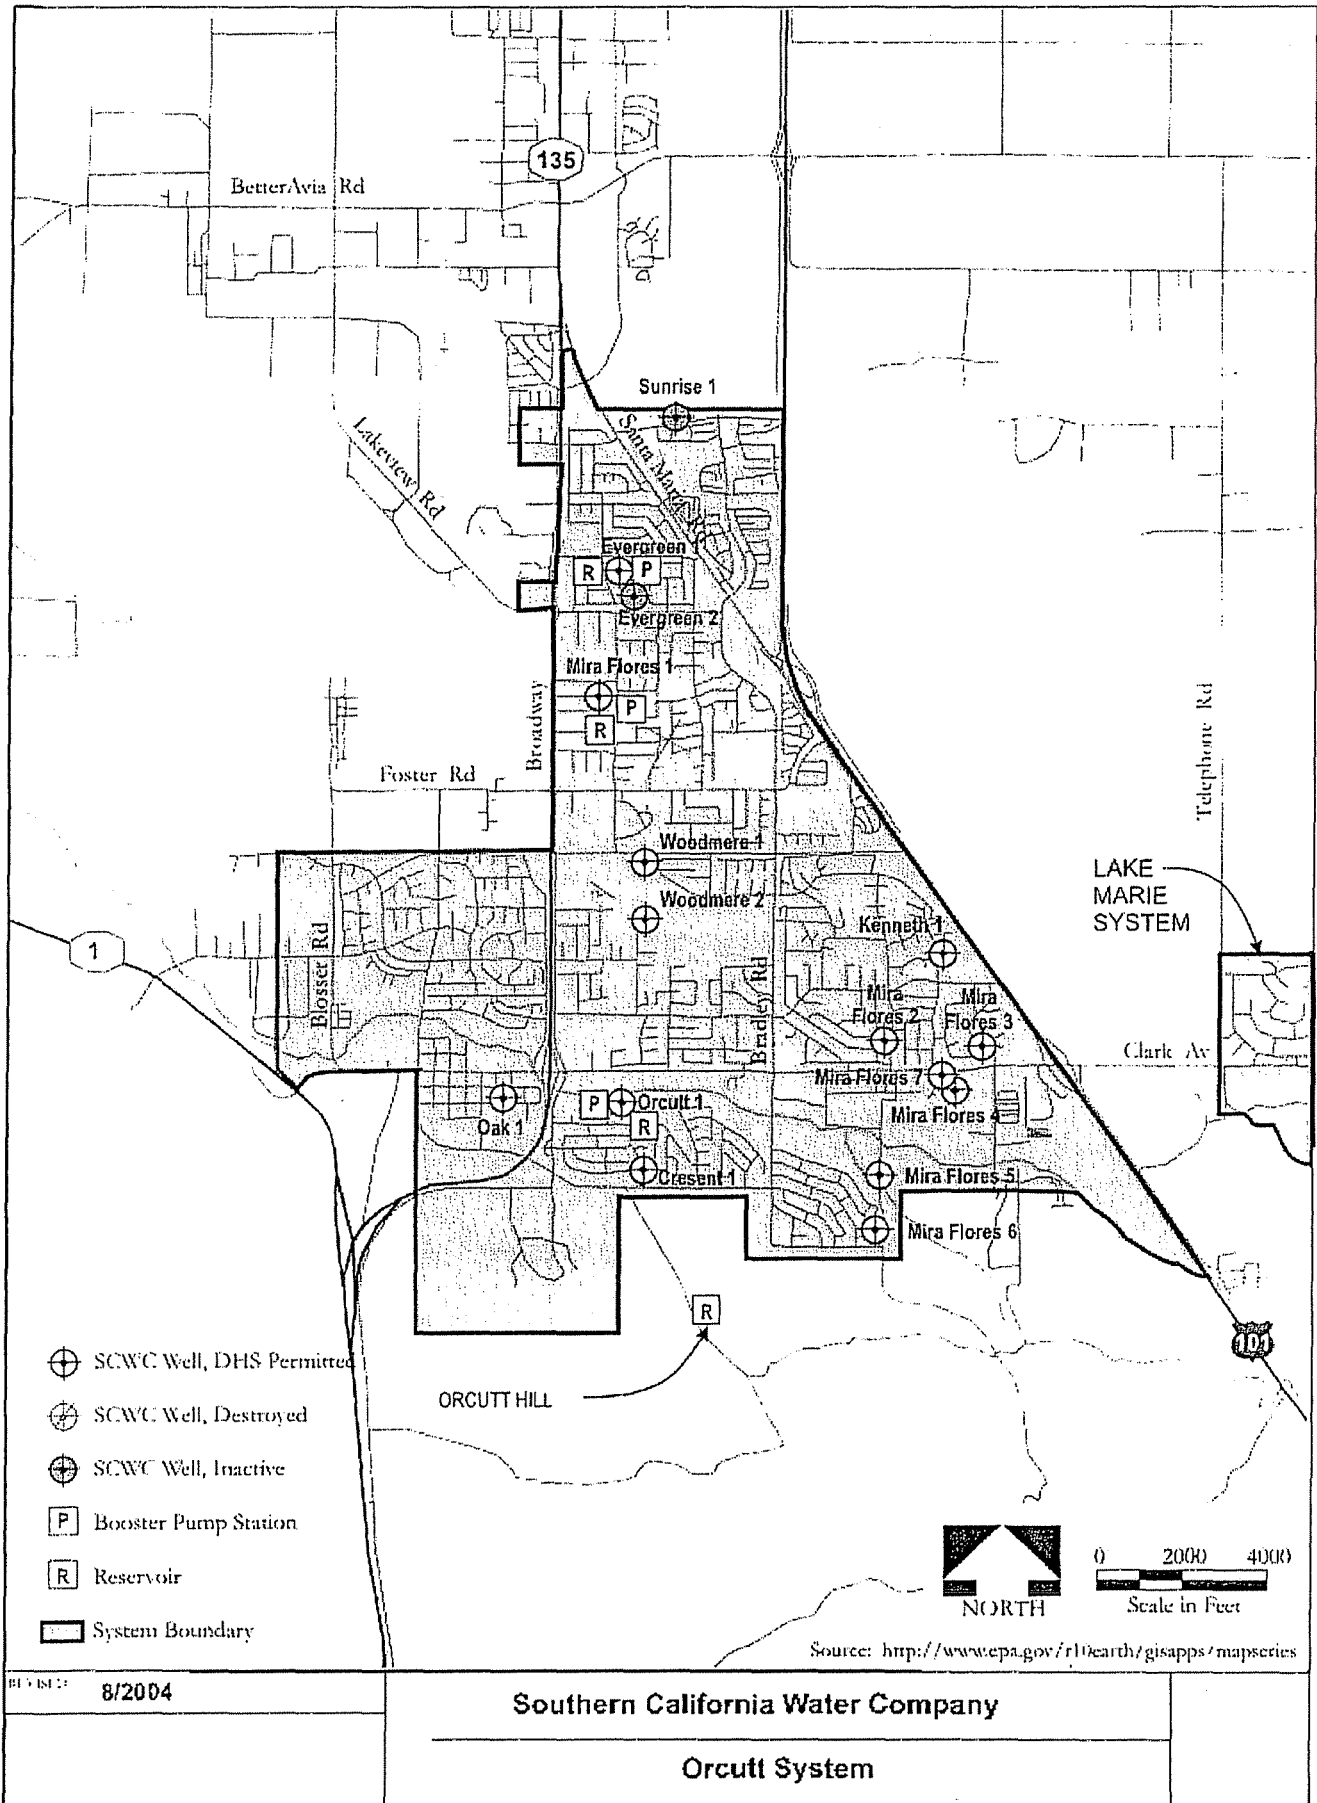 135
BetterAvia Rd
Sunrise 1
Lakeview Rd
Evergreen 1
R
P
Evergreen 2
Mira Flores 1
P
R
Broadway
Telephone Rd
Foster Rd
Woodmere 1
LAKE
MARIE
SYSTEM
Woodmere 2
Kenneth 1
1
Blosser Rd
Bradley Rd
Mira
Flores 2
Mira
Flores 3
Clark Av
Mira Flores 7
Mira Flores 4
P
Orcutt 1
Oak 1
R
Cresent 1
Mira Flores 5
Mira Flores 6
R
101
ORCUTT HILL
SCWC Well, DHS Permitted
SCWC Well, Destroyed
SCWC Well, Inactive
P Booster Pump Station
R Reservoir
System Boundary
NORTH
0 2000 4000
Scale in Feet
Source: http://www.epa.gov/r10earth/gisapps/mapseries
REVISED: 8/2004
Southern California Water Company
Orcutt System